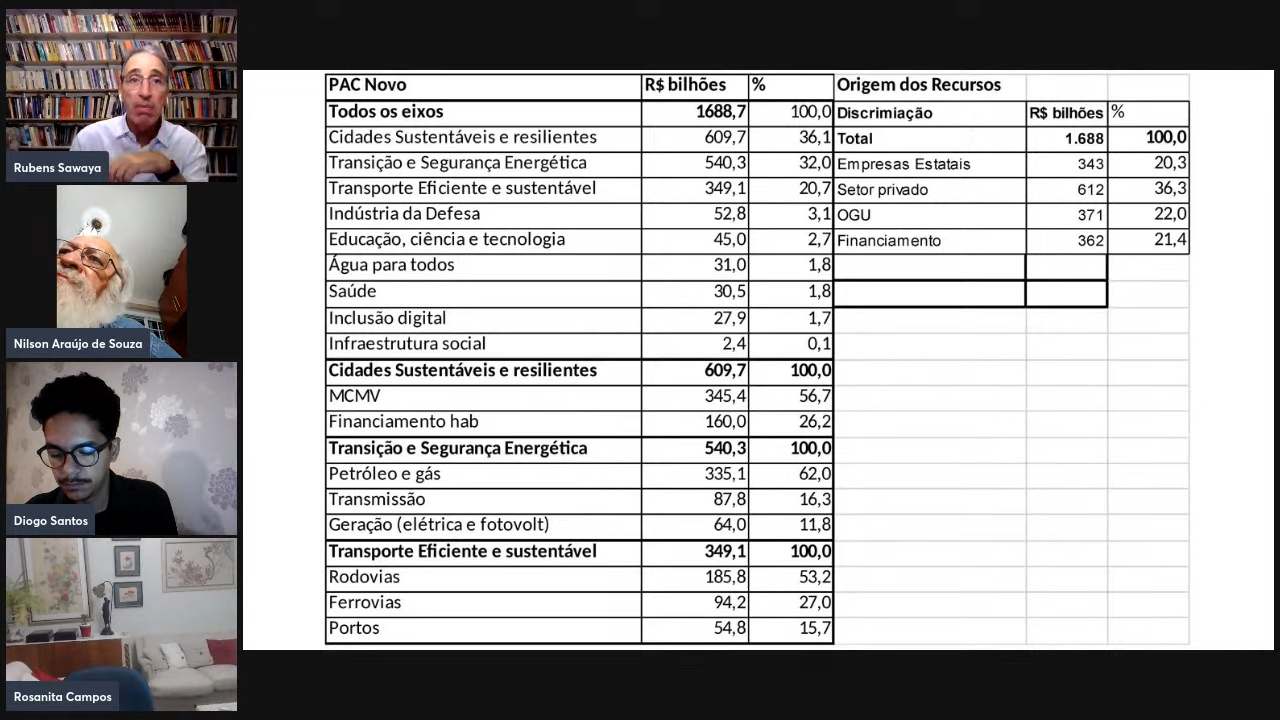 Rubens Sawaya
Nilson Araújo de Souza
Diogo Santos
Rosanita Campos
PAC Novo R$ bilhões %
Todos os eixos 1688,7 100,0
Cidades Sustentáveis e resilientes 609,7 36,1
Transição e Segurança Energética 540,3 32,0
Transporte Eficiente e sustentável 349,1 20,7
Indústria da Defesa 52,8 3,1
Educação, ciência e tecnologia 45,0 2,7
Água para todos 31,0 1,8
Saúde 30,5 1,8
Inclusão digital 27,9 1,7
Infraestrutura social 2,4 0,1
Cidades Sustentáveis e resilientes 609,7 100,0
MCMV 345,4 56,7
Financiamento hab 160,0 26,2
Transição e Segurança Energética 540,3 100,0
Petróleo e gás 335,1 62,0
Transmissão 87,8 16,3
Geração (elétrica e fotovolt) 64,0 11,8
Transporte Eficiente e sustentável 349,1 100,0
Rodovias 185,8 53,2
Ferrovias 94,2 27,0
Portos 54,8 15,7
Origem dos Recursos
Discrimiação R$ bilhões %
Total 1.688 100,0
Empresas Estatais 343 20,3
Setor privado 612 36,3
OGU 371 22,0
Financiamento 362 21,4